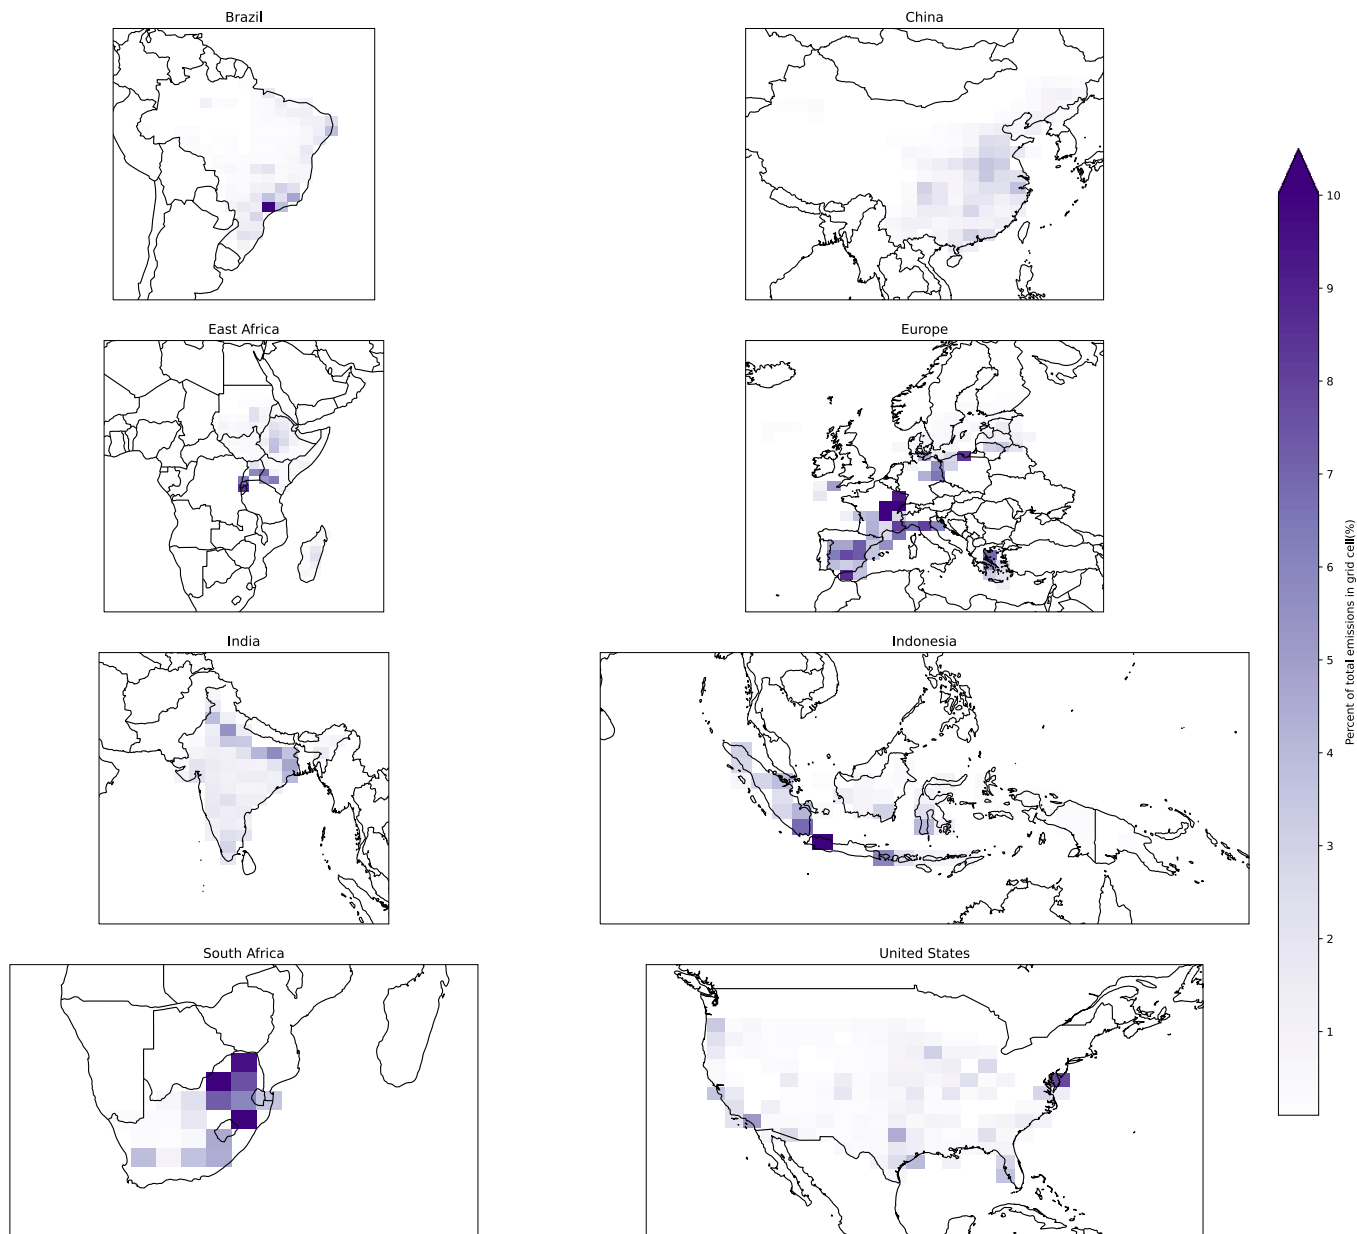 Brazil
China
East Africa
Europe
India
Indonesia
South Africa
United States
10
9
8
7
6
5
4
3
2
1
Percent of total emissions in grid cell(%)